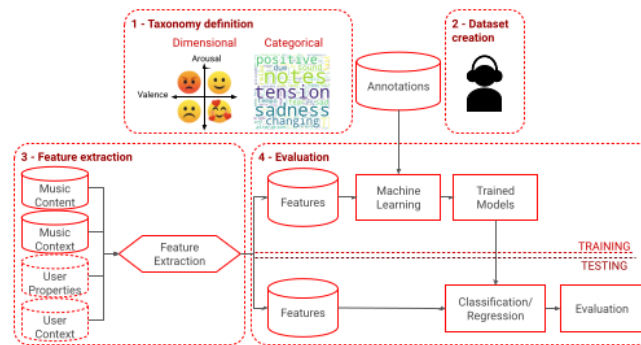 1 - Taxonomy definition
Dimensional
Categorical
Arousal
Valence
positive
due
sound
notes
tension
sadness
changing
2 - Dataset
creation
Annotations
3 - Feature extraction
Music
Content
Music
Context
User
Properties
User
Context
Feature
Extraction
4 - Evaluation
Features
Machine
Learning
Trained
Models
TRAINING
TESTING
Features
Classification/
Regression
Evaluation